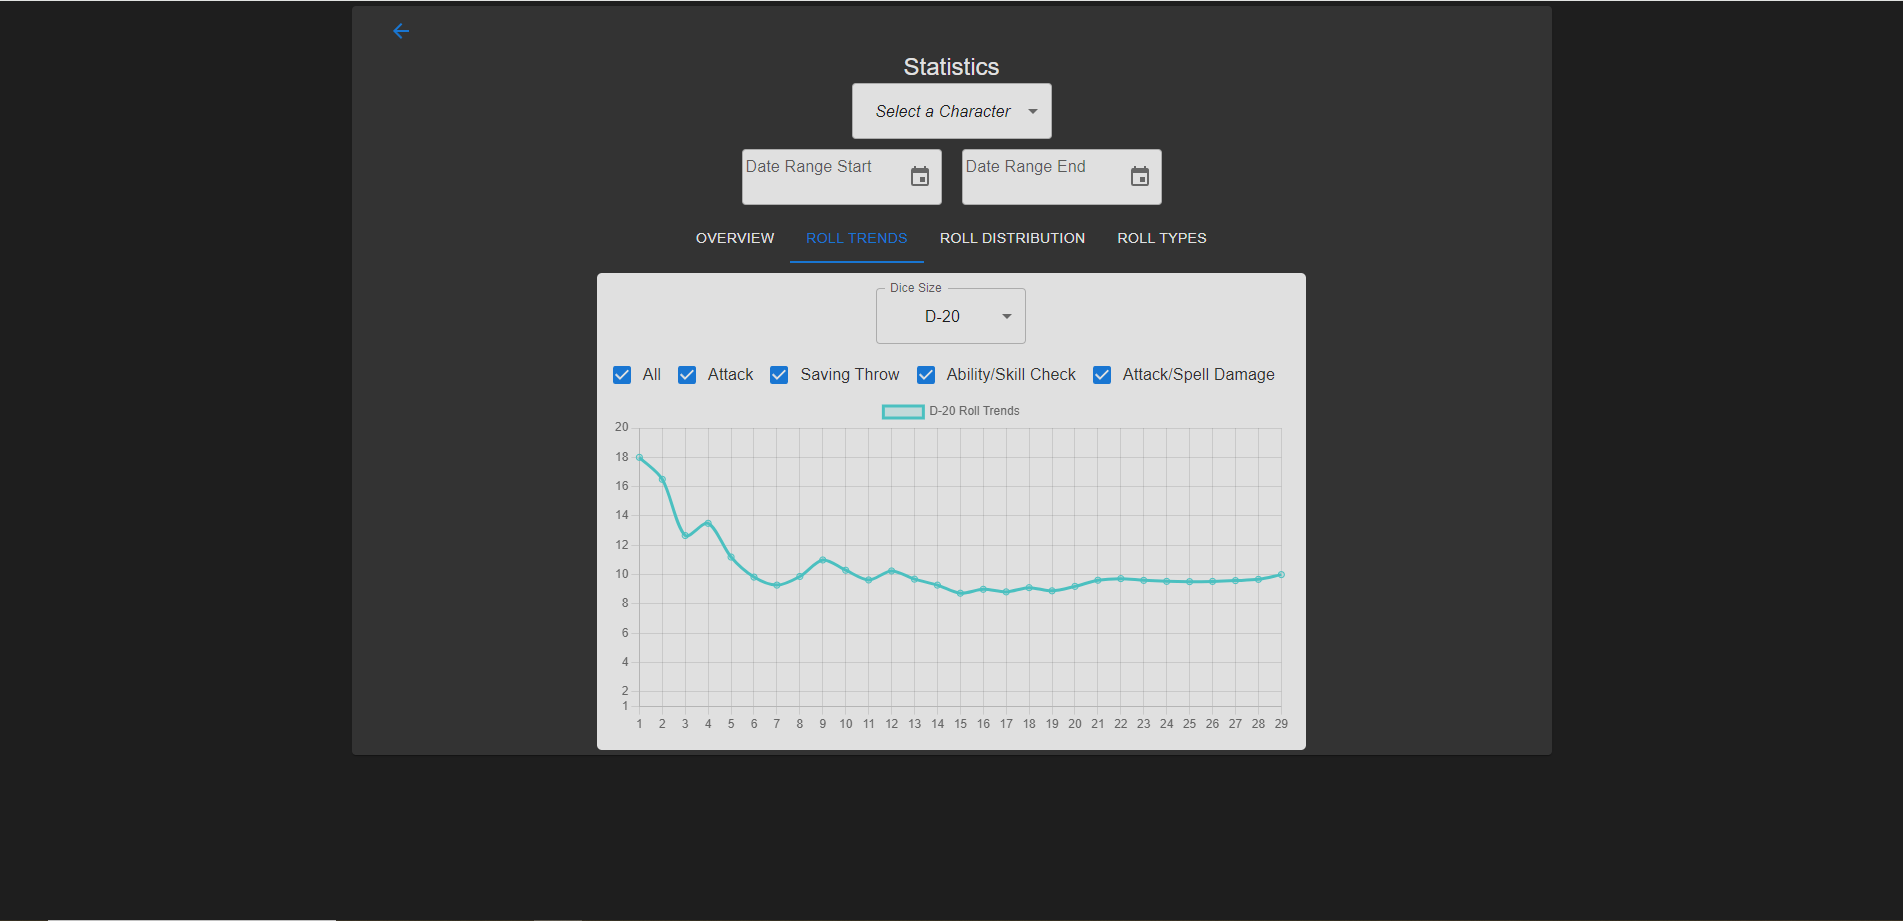 Statistics
Select a Character
Date Range Start Date Range End
OVERVIEW ROLL TRENDS ROLL DISTRIBUTION ROLL TYPES
Dice Size
D-20
All Attack Saving Throw Ability/Skill Check Attack/Spell Damage
D-20 Roll Trends
20
18
16
14
12
10
8
6
4
2
1
1 2 3 4 5 6 7 8 9 10 11 12 13 14 15 16 17 18 19 20 21 22 23 24 25 26 27 28 29